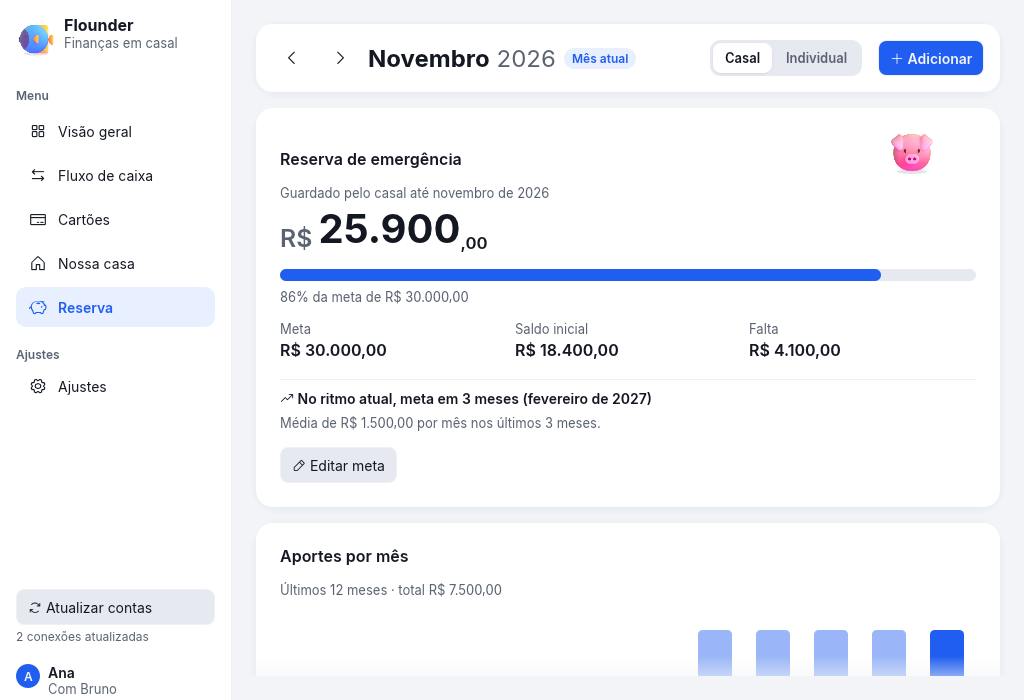 Flounder
Finanças em casal
Menu
Visão geral
Fluxo de caixa
Cartões
Nossa casa
Reserva
Ajustes
Ajustes
Atualizar contas
2 conexões atualizadas
A
Ana
Com Bruno
Novembro 2026 Mês atual
Casal Individual
Adicionar
Reserva de emergência
Guardado pelo casal até novembro de 2026
R$ 25.900,00
86% da meta de R$ 30.000,00
Meta Saldo inicial Falta
R$ 30.000,00 R$ 18.400,00 R$ 4.100,00
No ritmo atual, meta em 3 meses (fevereiro de 2027)
Média de R$ 1.500,00 por mês nos últimos 3 meses.
Editar meta
Aportes por mês
Últimos 12 meses · total R$ 7.500,00